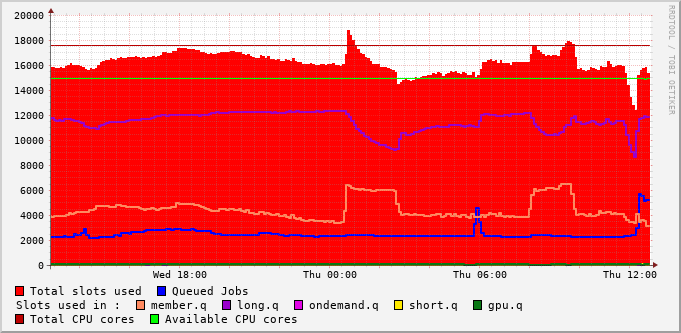 20000
18000
16000
14000
12000
10000
8000
6000
4000
2000
0
Wed 18:00 Thu 00:00 Thu 06:00 Thu 12:00
Total slots used Queued Jobs
Slots used in : member.q long.q ondemand.q short.q gpu.q
Total CPU cores Available CPU cores
RRDTOOL / TOBI OETIKER